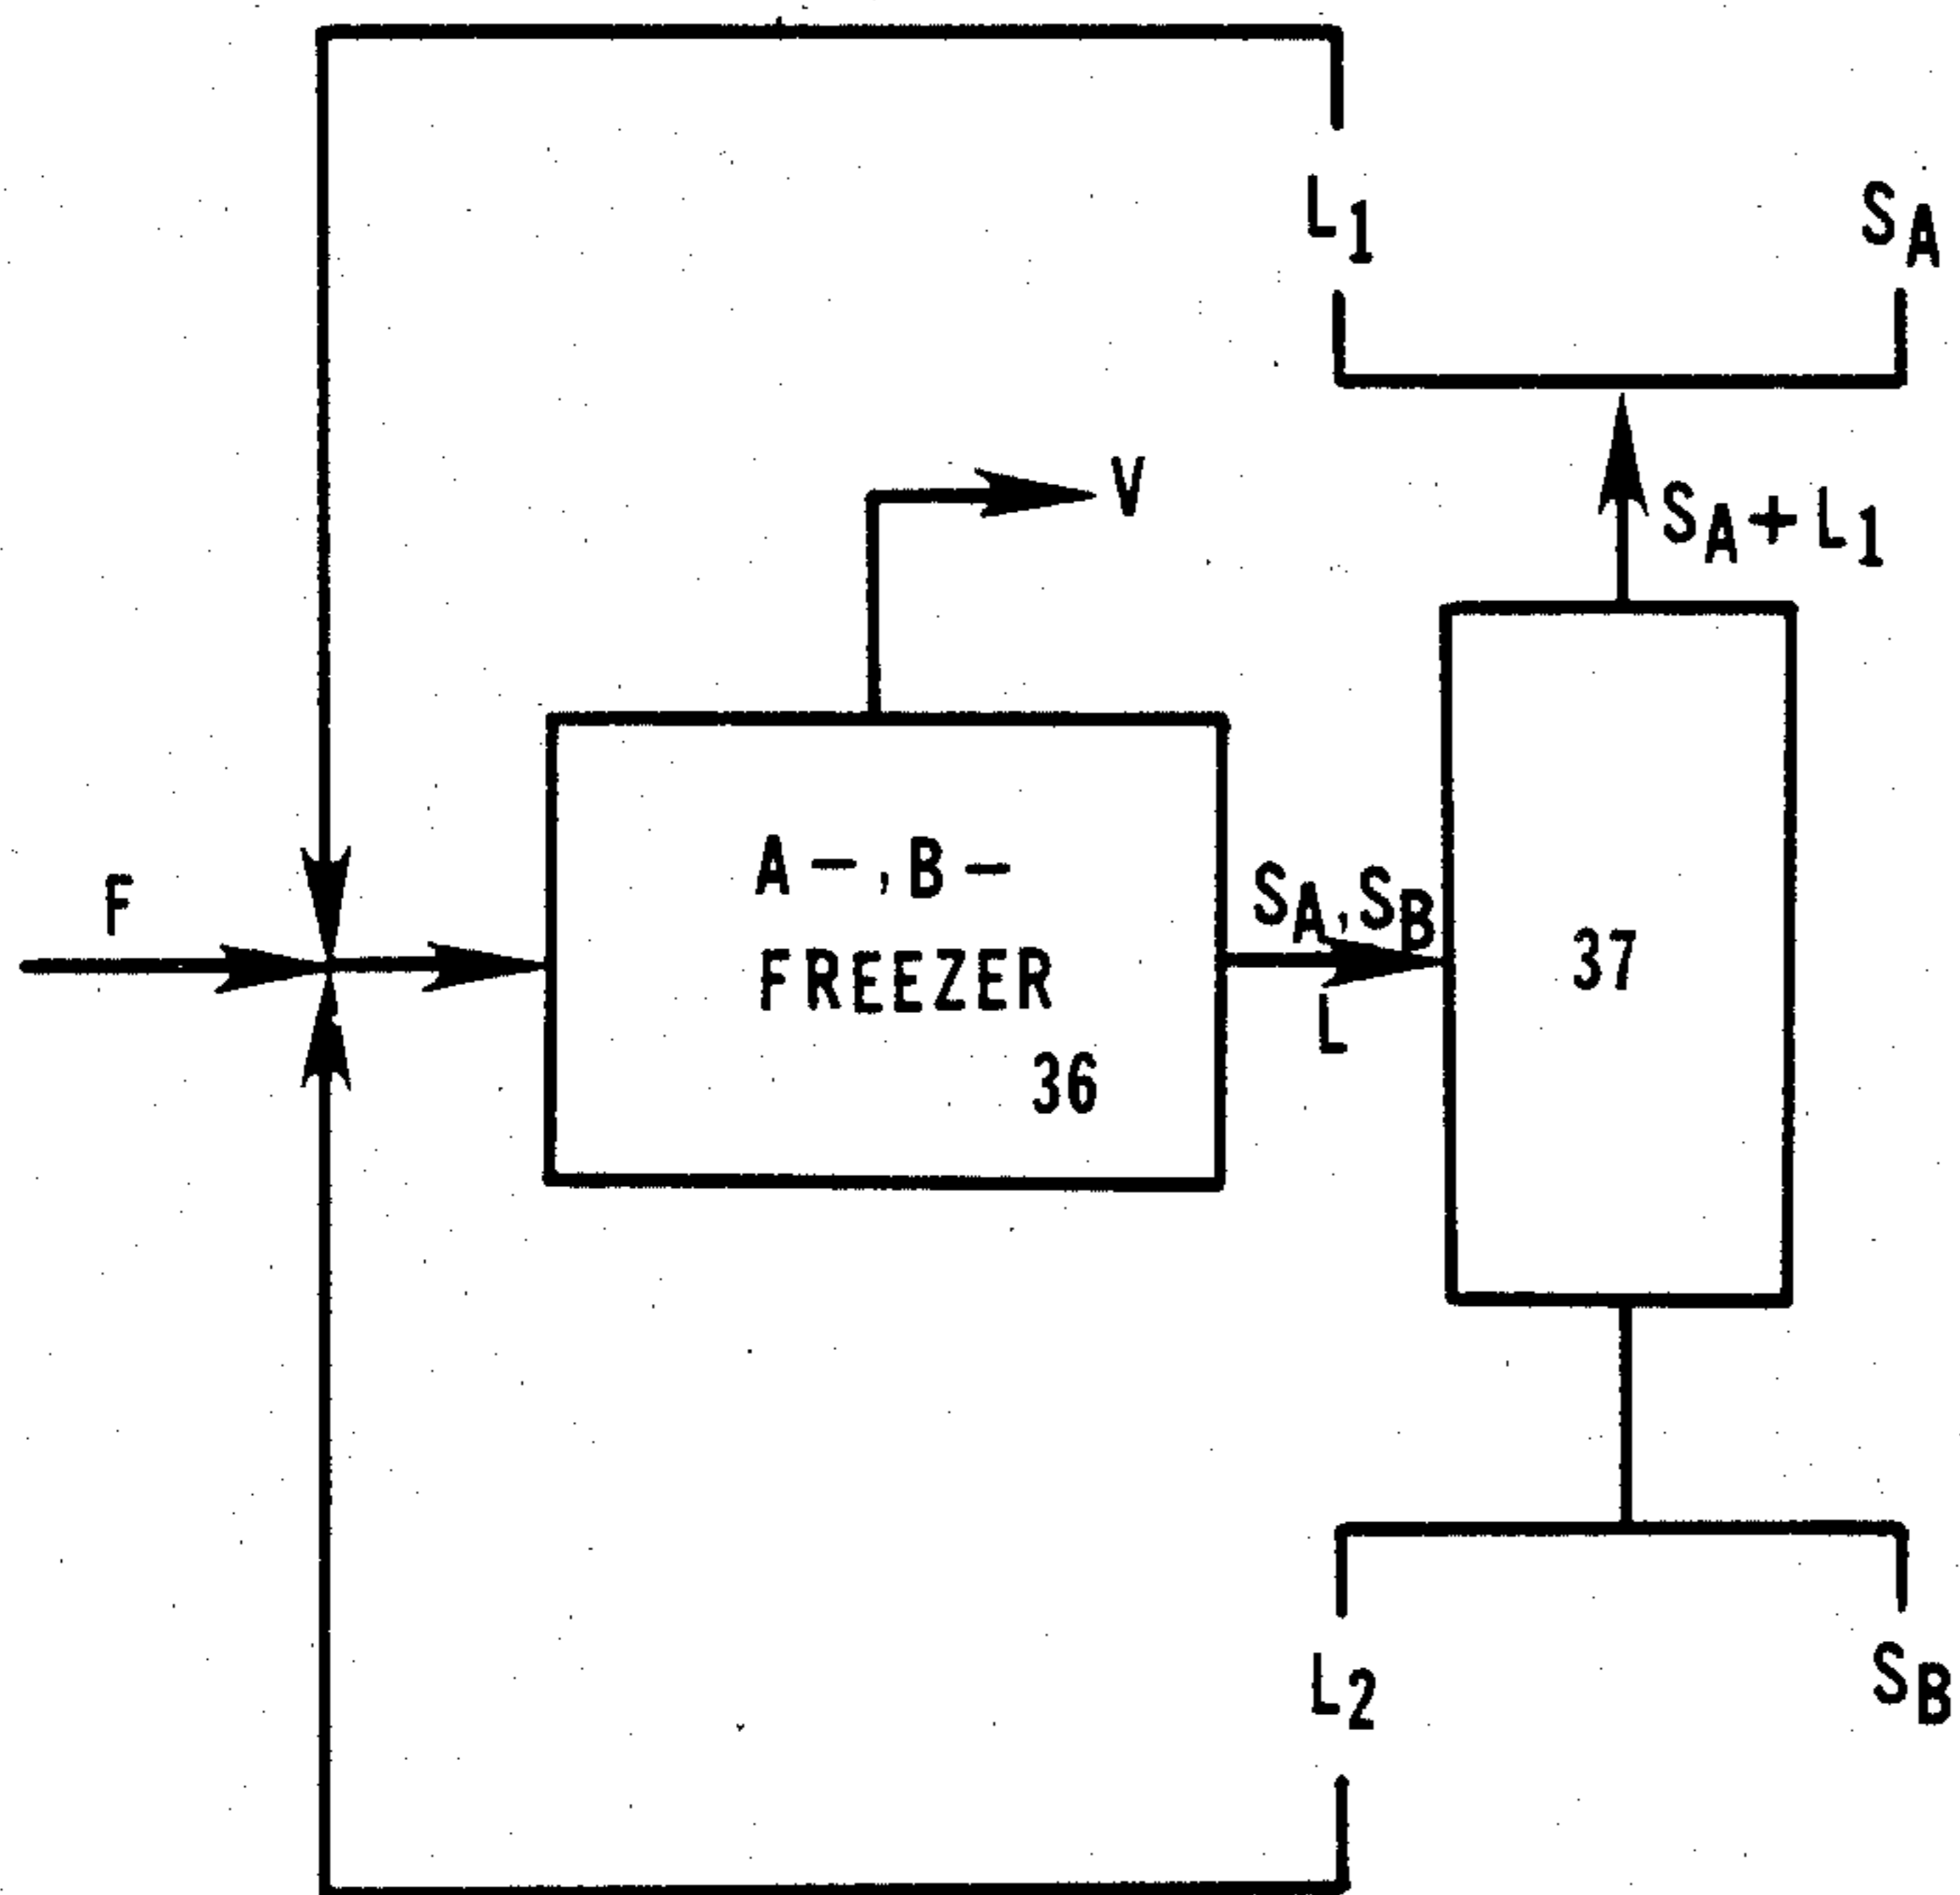 L1
SA
V
SA+L1
F
A-,B-
FREEZER
36
SA,SB
L
37
L2
SB